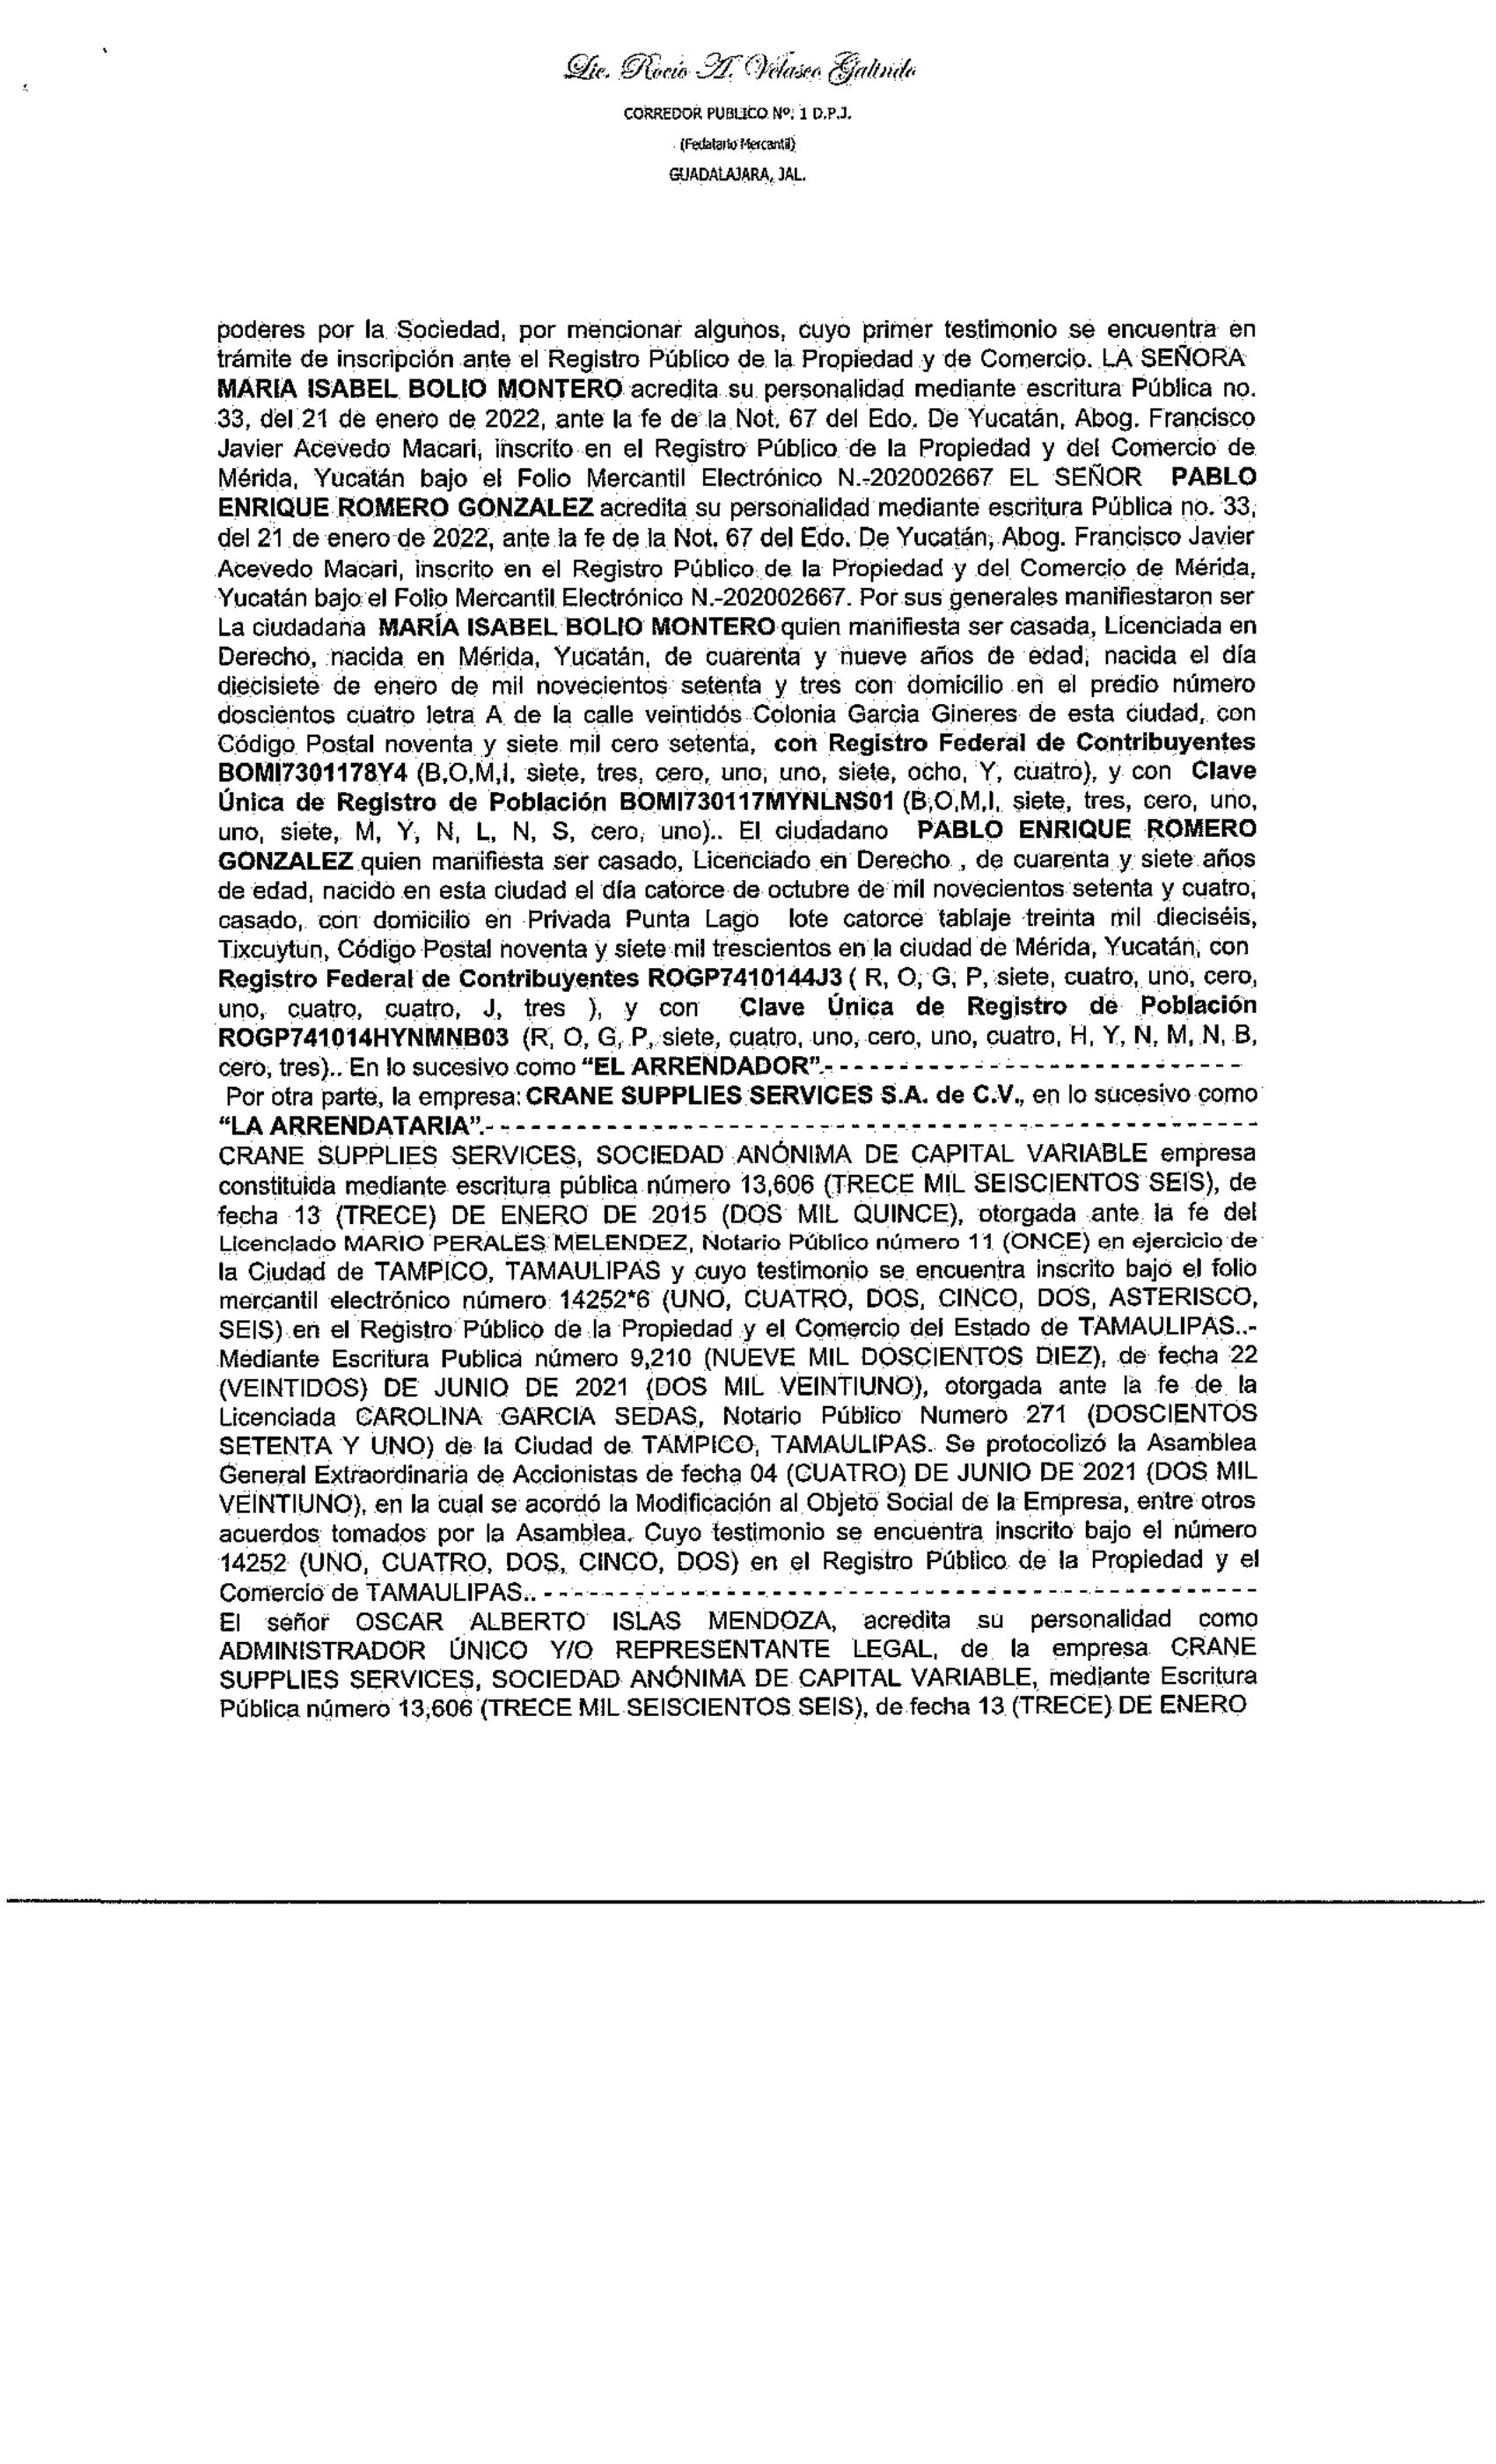 Lic. Rocío A. Velasco Galindo
CORREDOR PUBLICO Nº: 1 D.P.J.
(Fedatario Mercantil)
GUADALAJARA, JAL.
poderes por la Sociedad, por mencionar algunos, cuyo primer testimonio se encuentra en
trámite de inscripción ante el Registro Público de la Propiedad y de Comercio. LA SEÑORA
MARIA ISABEL BOLIO MONTERO acredita su personalidad mediante escritura Pública no.
33, del 21 de enero de 2022, ante la fe de la Not. 67 del Edo. De Yucatán, Abog. Francisco
Javier Acevedo Macari, inscrito en el Registro Público de la Propiedad y del Comercio de
Mérida, Yucatán bajo el Folio Mercantil Electrónico N.-202002667 EL SEÑOR PABLO
ENRIQUE ROMERO GONZALEZ acredita su personalidad mediante escritura Pública no. 33,
del 21 de enero de 2022, ante la fe de la Not. 67 del Edo. De Yucatán, Abog. Francisco Javier
Acevedo Macari, inscrito en el Registro Público de la Propiedad y del Comercio de Mérida,
Yucatán bajo el Folio Mercantil Electrónico N.-202002667. Por sus generales manifiestaron ser
La ciudadana MARÍA ISABEL BOLIO MONTERO quien manifiesta ser casada, Licenciada en
Derecho, nacida en Mérida, Yucatán, de cuarenta y nueve años de edad, nacida el día
diecisiete de enero de mil novecientos setenta y tres con domicilio en el predio número
doscientos cuatro letra A de la calle veintidós Colonia Garcia Gineres de esta ciudad, con
Código Postal noventa y siete mil cero setenta, con Registro Federal de Contribuyentes
BOMI7301178Y4 (B,O,M,I, siete, tres, cero, uno, uno, siete, ocho, Y, cuatro), y con Clave
Única de Registro de Población BOMI730117MYNLNS01 (B,O,M,I, siete, tres, cero, uno,
uno, siete, M, Y, N, L, N, S, cero, uno).. El ciudadano PABLO ENRIQUE ROMERO
GONZALEZ quien manifiesta ser casado, Licenciado en Derecho , de cuarenta y siete años
de edad, nacido en esta ciudad el día catorce de octubre de mil novecientos setenta y cuatro,
casado, con domicilio en Privada Punta Lago lote catorce tablaje treinta mil dieciséis,
Tixcuytun, Código Postal noventa y siete mil trescientos en la ciudad de Mérida, Yucatán, con
Registro Federal de Contribuyentes ROGP7410144J3 ( R, O, G, P, siete, cuatro, uno, cero,
uno, cuatro, cuatro, J, tres ), y con Clave Única de Registro de Población
ROGP741014HYNMNB03 (R, O, G, P, siete, cuatro, uno, cero, uno, cuatro, H, Y, N, M, N, B,
cero, tres).. En lo sucesivo como "EL ARRENDADOR".- - - - - - - - - - - - - - - - - - - - - - - - - - - - - -
Por otra parte, la empresa: CRANE SUPPLIES SERVICES S.A. de C.V., en lo sucesivo como
"LA ARRENDATARIA".- - - - - - - - - - - - - - - - - - - - - - - - - - - - - - - - - - - - - - - - - - - - - - - - - -
CRANE SUPPLIES SERVICES, SOCIEDAD ANÓNIMA DE CAPITAL VARIABLE empresa
constituida mediante escritura pública número 13,606 (TRECE MIL SEISCIENTOS SEIS), de
fecha 13 (TRECE) DE ENERO DE 2015 (DOS MIL QUINCE), otorgada ante la fe del
Licenciado MARIO PERALES MELENDEZ, Notario Público número 11 (ONCE) en ejercicio de
la Ciudad de TAMPICO, TAMAULIPAS y cuyo testimonio se encuentra inscrito bajo el folio
mercantil electrónico número 14252*6 (UNO, CUATRO, DOS, CINCO, DOS, ASTERISCO,
SEIS) en el Registro Público de la Propiedad y el Comercio del Estado de TAMAULIPAS..-
Mediante Escritura Publica número 9,210 (NUEVE MIL DOSCIENTOS DIEZ), de fecha 22
(VEINTIDOS) DE JUNIO DE 2021 (DOS MIL VEINTIUNO), otorgada ante la fe de la
Licenciada CAROLINA GARCIA SEDAS, Notario Público Numero 271 (DOSCIENTOS
SETENTA Y UNO) de la Ciudad de TAMPICO, TAMAULIPAS. Se protocolizó la Asamblea
General Extraordinaria de Accionistas de fecha 04 (CUATRO) DE JUNIO DE 2021 (DOS MIL
VEINTIUNO), en la cual se acordó la Modificación al Objeto Social de la Empresa, entre otros
acuerdos tomados por la Asamblea. Cuyo testimonio se encuentra inscrito bajo el número
14252 (UNO, CUATRO, DOS, CINCO, DOS) en el Registro Público de la Propiedad y el
Comercio de TAMAULIPAS.. - - - - - - - - - - - - - - - - - - - - - - - - - - - - - - - - - - - - - - - - - - - - - -
El señor OSCAR ALBERTO ISLAS MENDOZA, acredita su personalidad como
ADMINISTRADOR ÚNICO Y/O REPRESENTANTE LEGAL, de la empresa CRANE
SUPPLIES SERVICES, SOCIEDAD ANÓNIMA DE CAPITAL VARIABLE, mediante Escritura
Pública número 13,606 (TRECE MIL SEISCIENTOS SEIS), de fecha 13 (TRECE) DE ENERO